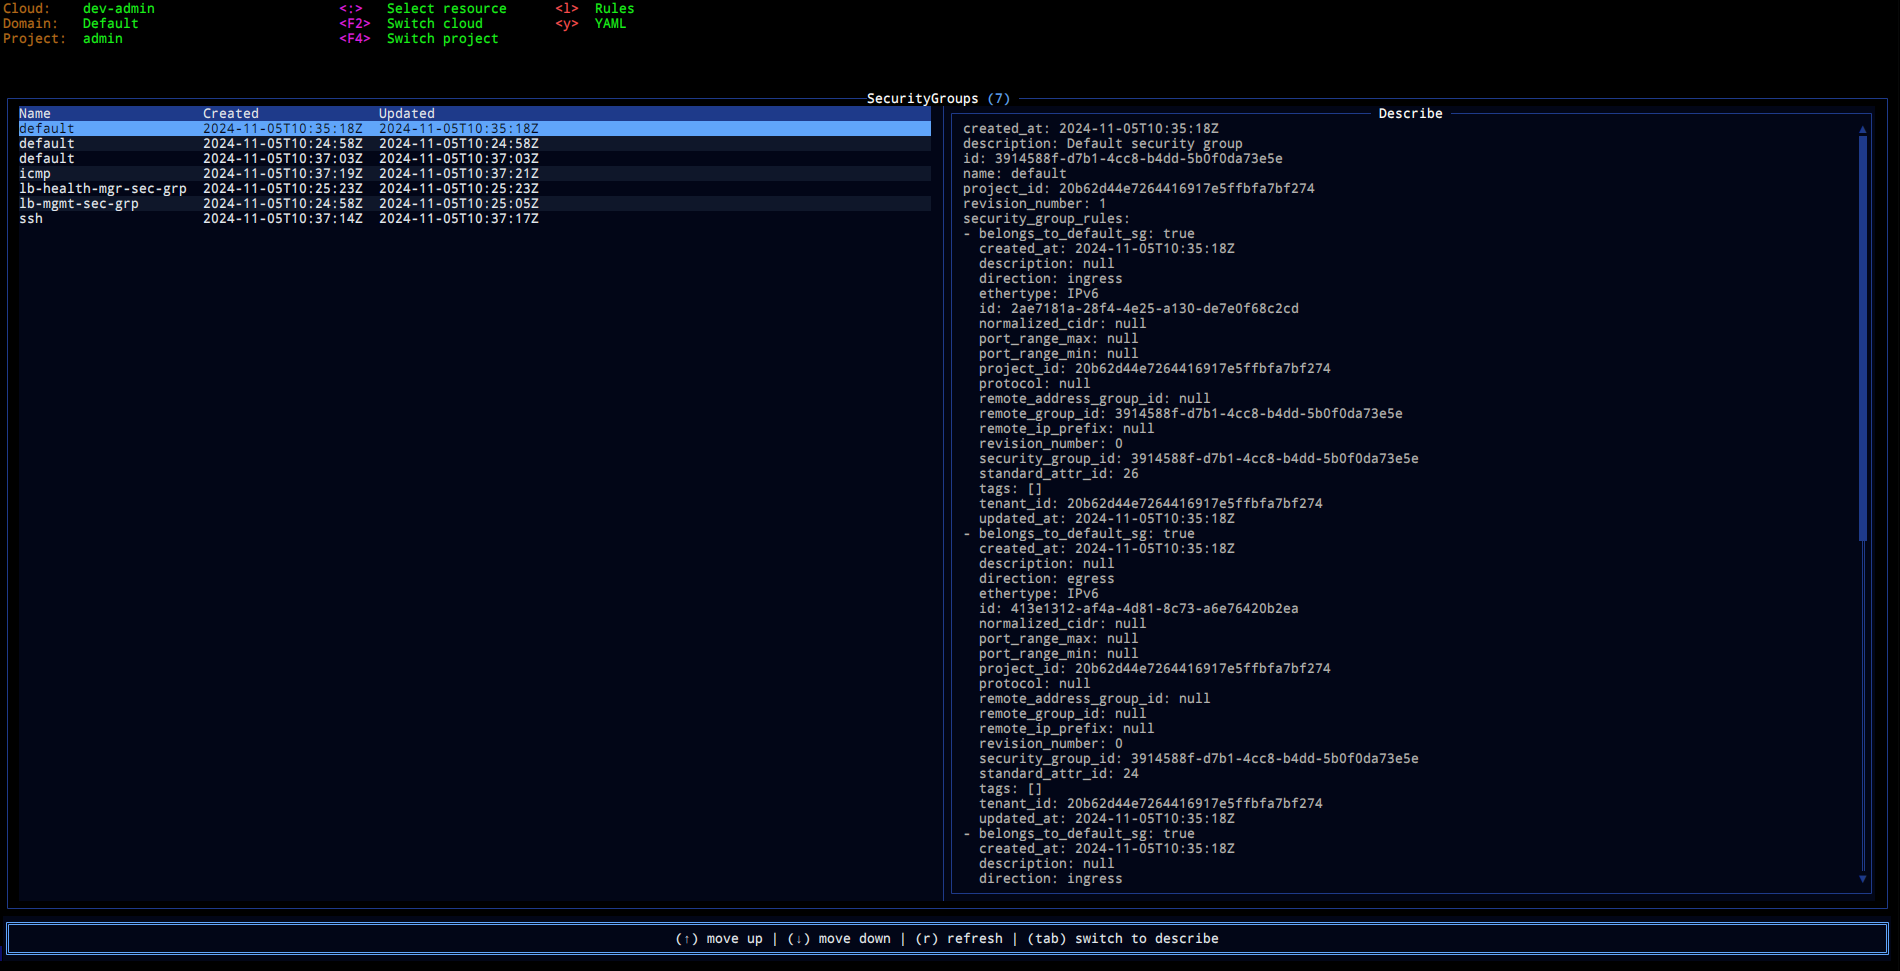 Cloud: dev-admin <:> Select resource <l> Rules
Domain: Default <F2> Switch cloud <y> YAML
Project: admin <F4> Switch project
SecurityGroups (7)
Name Created Updated
default 2024-11-05T10:35:18Z 2024-11-05T10:35:18Z
default 2024-11-05T10:24:58Z 2024-11-05T10:24:58Z
default 2024-11-05T10:37:03Z 2024-11-05T10:37:03Z
icmp 2024-11-05T10:37:19Z 2024-11-05T10:37:21Z
lb-health-mgr-sec-grp 2024-11-05T10:25:23Z 2024-11-05T10:25:23Z
lb-mgmt-sec-grp 2024-11-05T10:24:58Z 2024-11-05T10:25:05Z
ssh 2024-11-05T10:37:14Z 2024-11-05T10:37:17Z
Describe
created_at: 2024-11-05T10:35:18Z
description: Default security group
id: 3914588f-d7b1-4cc8-b4dd-5b0f0da73e5e
name: default
project_id: 20b62d44e7264416917e5ffbfa7bf274
revision_number: 1
security_group_rules:
- belongs_to_default_sg: true
created_at: 2024-11-05T10:35:18Z
description: null
direction: ingress
ethertype: IPv6
id: 2ae7181a-28f4-4e25-a130-de7e0f68c2cd
normalized_cidr: null
port_range_max: null
port_range_min: null
project_id: 20b62d44e7264416917e5ffbfa7bf274
protocol: null
remote_address_group_id: null
remote_group_id: 3914588f-d7b1-4cc8-b4dd-5b0f0da73e5e
remote_ip_prefix: null
revision_number: 0
security_group_id: 3914588f-d7b1-4cc8-b4dd-5b0f0da73e5e
standard_attr_id: 26
tags: []
tenant_id: 20b62d44e7264416917e5ffbfa7bf274
updated_at: 2024-11-05T10:35:18Z
- belongs_to_default_sg: true
created_at: 2024-11-05T10:35:18Z
description: null
direction: egress
ethertype: IPv6
id: 413e1312-af4a-4d81-8c73-a6e76420b2ea
normalized_cidr: null
port_range_max: null
port_range_min: null
project_id: 20b62d44e7264416917e5ffbfa7bf274
protocol: null
remote_address_group_id: null
remote_group_id: null
remote_ip_prefix: null
revision_number: 0
security_group_id: 3914588f-d7b1-4cc8-b4dd-5b0f0da73e5e
standard_attr_id: 24
tags: []
tenant_id: 20b62d44e7264416917e5ffbfa7bf274
updated_at: 2024-11-05T10:35:18Z
- belongs_to_default_sg: true
created_at: 2024-11-05T10:35:18Z
description: null
direction: ingress
(↑) move up | (↓) move down | (r) refresh | (tab) switch to describe